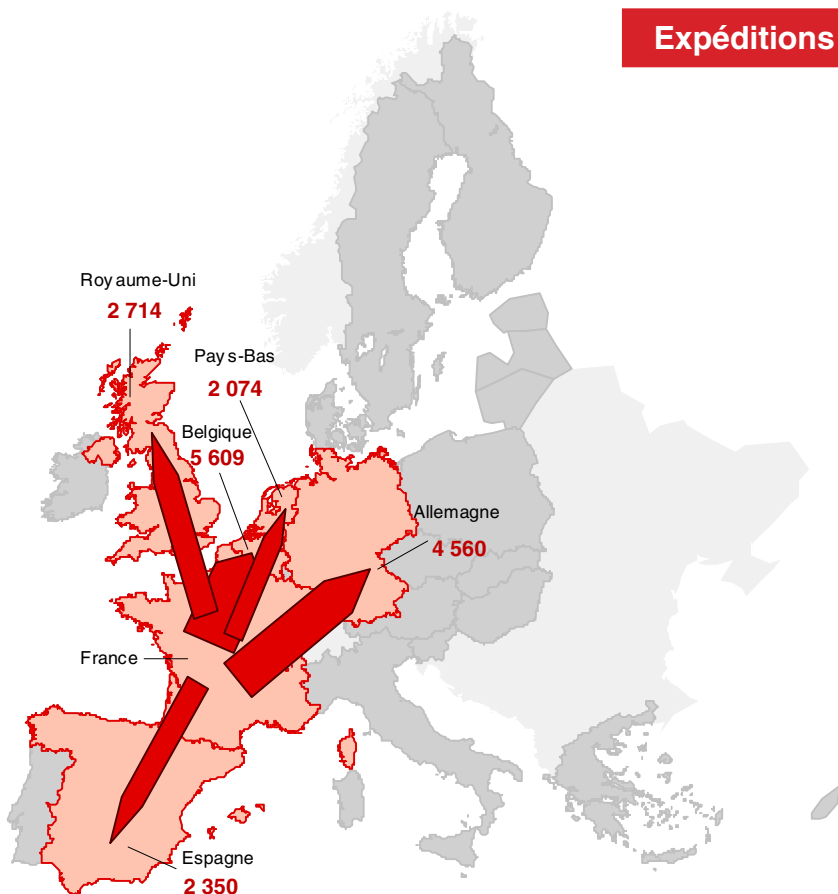 Expéditions
Royaume-Uni
2 714
Pays-Bas
2 074
Belgique
5 609
Allemagne
4 560
France
Espagne
2 350